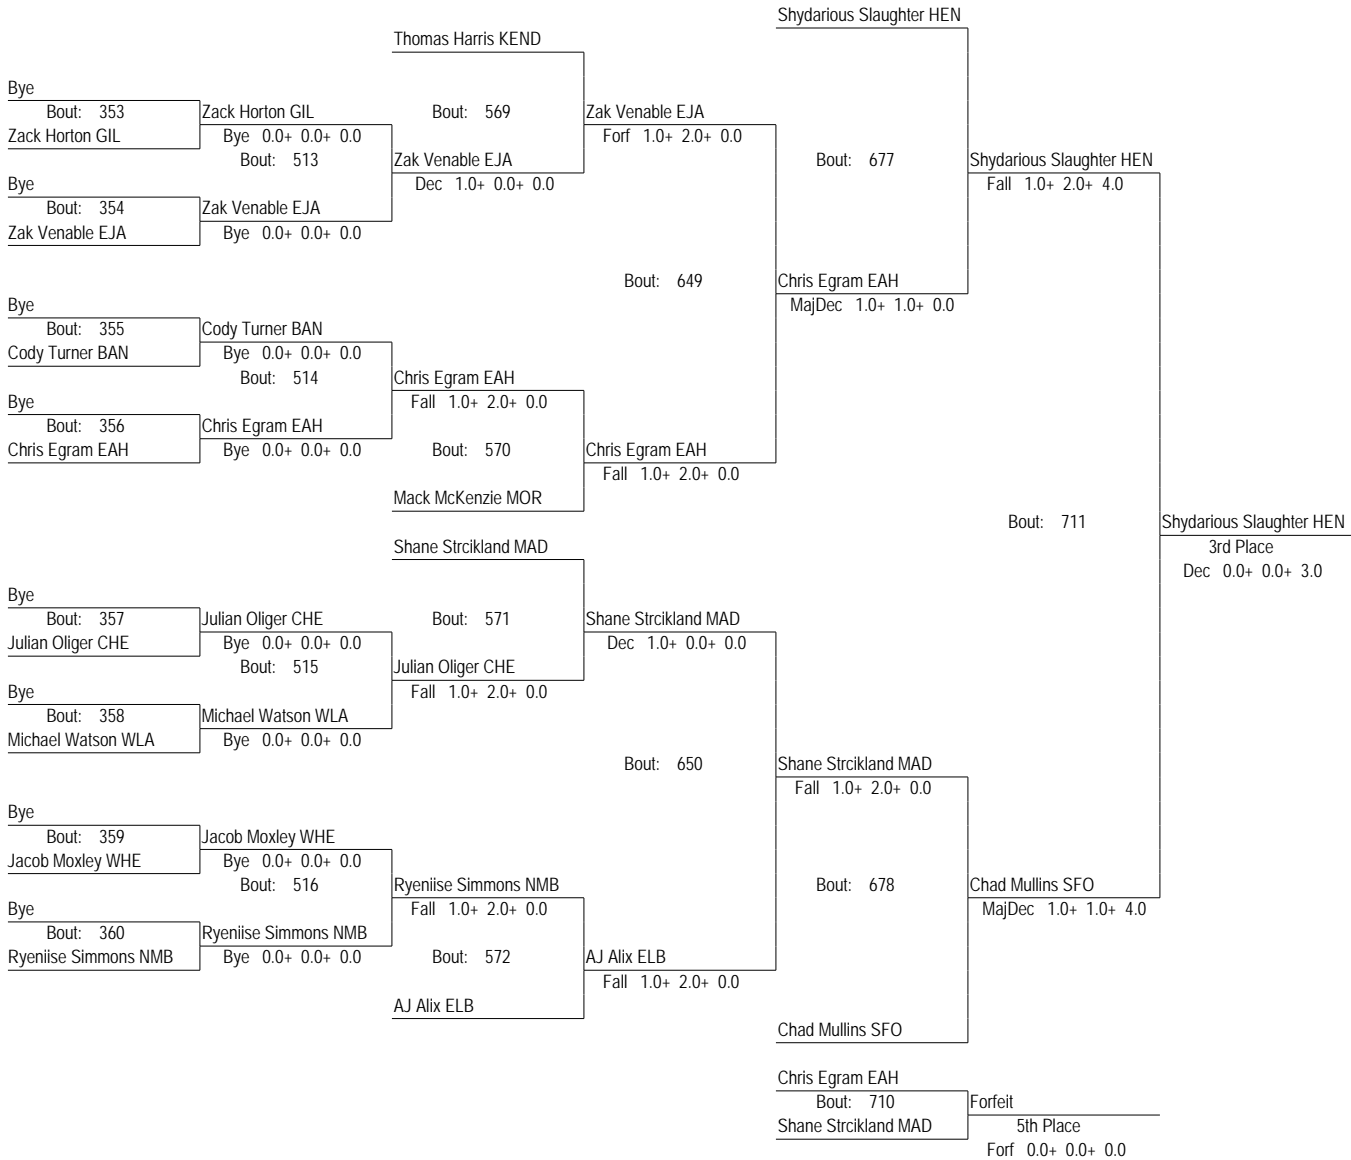 Shydarious Slaughter HEN
Thomas Harris KEND
Bye
Bout: 353
Zack Horton GIL
Zack Horton GIL
Bye 0.0+ 0.0+ 0.0
Bout: 513
Bout: 569
Zak Venable EJA
Forf 1.0+ 2.0+ 0.0
Bout: 677
Shydarious Slaughter HEN
Fall 1.0+ 2.0+ 4.0
Zak Venable EJA
Dec 1.0+ 0.0+ 0.0
Bye
Bout: 354
Zak Venable EJA
Zak Venable EJA
Bye 0.0+ 0.0+ 0.0
Bout: 649
Chris Egram EAH
MajDec 1.0+ 1.0+ 0.0
Bye
Bout: 355
Cody Turner BAN
Cody Turner BAN
Bye 0.0+ 0.0+ 0.0
Bout: 514
Chris Egram EAH
Fall 1.0+ 2.0+ 0.0
Bye
Bout: 356
Chris Egram EAH
Chris Egram EAH
Bye 0.0+ 0.0+ 0.0
Bout: 570
Chris Egram EAH
Fall 1.0+ 2.0+ 0.0
Mack McKenzie MOR
Bout: 711
Shydarious Slaughter HEN
3rd Place
Dec 0.0+ 0.0+ 3.0
Shane Strcikland MAD
Bye
Bout: 357
Julian Oliger CHE
Julian Oliger CHE
Bye 0.0+ 0.0+ 0.0
Bout: 515
Bout: 571
Shane Strcikland MAD
Dec 1.0+ 0.0+ 0.0
Julian Oliger CHE
Fall 1.0+ 2.0+ 0.0
Bye
Bout: 358
Michael Watson WLA
Michael Watson WLA
Bye 0.0+ 0.0+ 0.0
Bout: 650
Shane Strcikland MAD
Fall 1.0+ 2.0+ 0.0
Bye
Bout: 359
Jacob Moxley WHE
Jacob Moxley WHE
Bye 0.0+ 0.0+ 0.0
Bout: 516
Ryeniise Simmons NMB
Fall 1.0+ 2.0+ 0.0
Bout: 678
Chad Mullins SFO
MajDec 1.0+ 1.0+ 4.0
Bye
Bout: 360
Ryeniise Simmons NMB
Ryeniise Simmons NMB
Bye 0.0+ 0.0+ 0.0
Bout: 572
AJ Alix ELB
Fall 1.0+ 2.0+ 0.0
AJ Alix ELB
Chad Mullins SFO
Chris Egram EAH
Bout: 710
Shane Strcikland MAD
Forfeit
5th Place
Forf 0.0+ 0.0+ 0.0